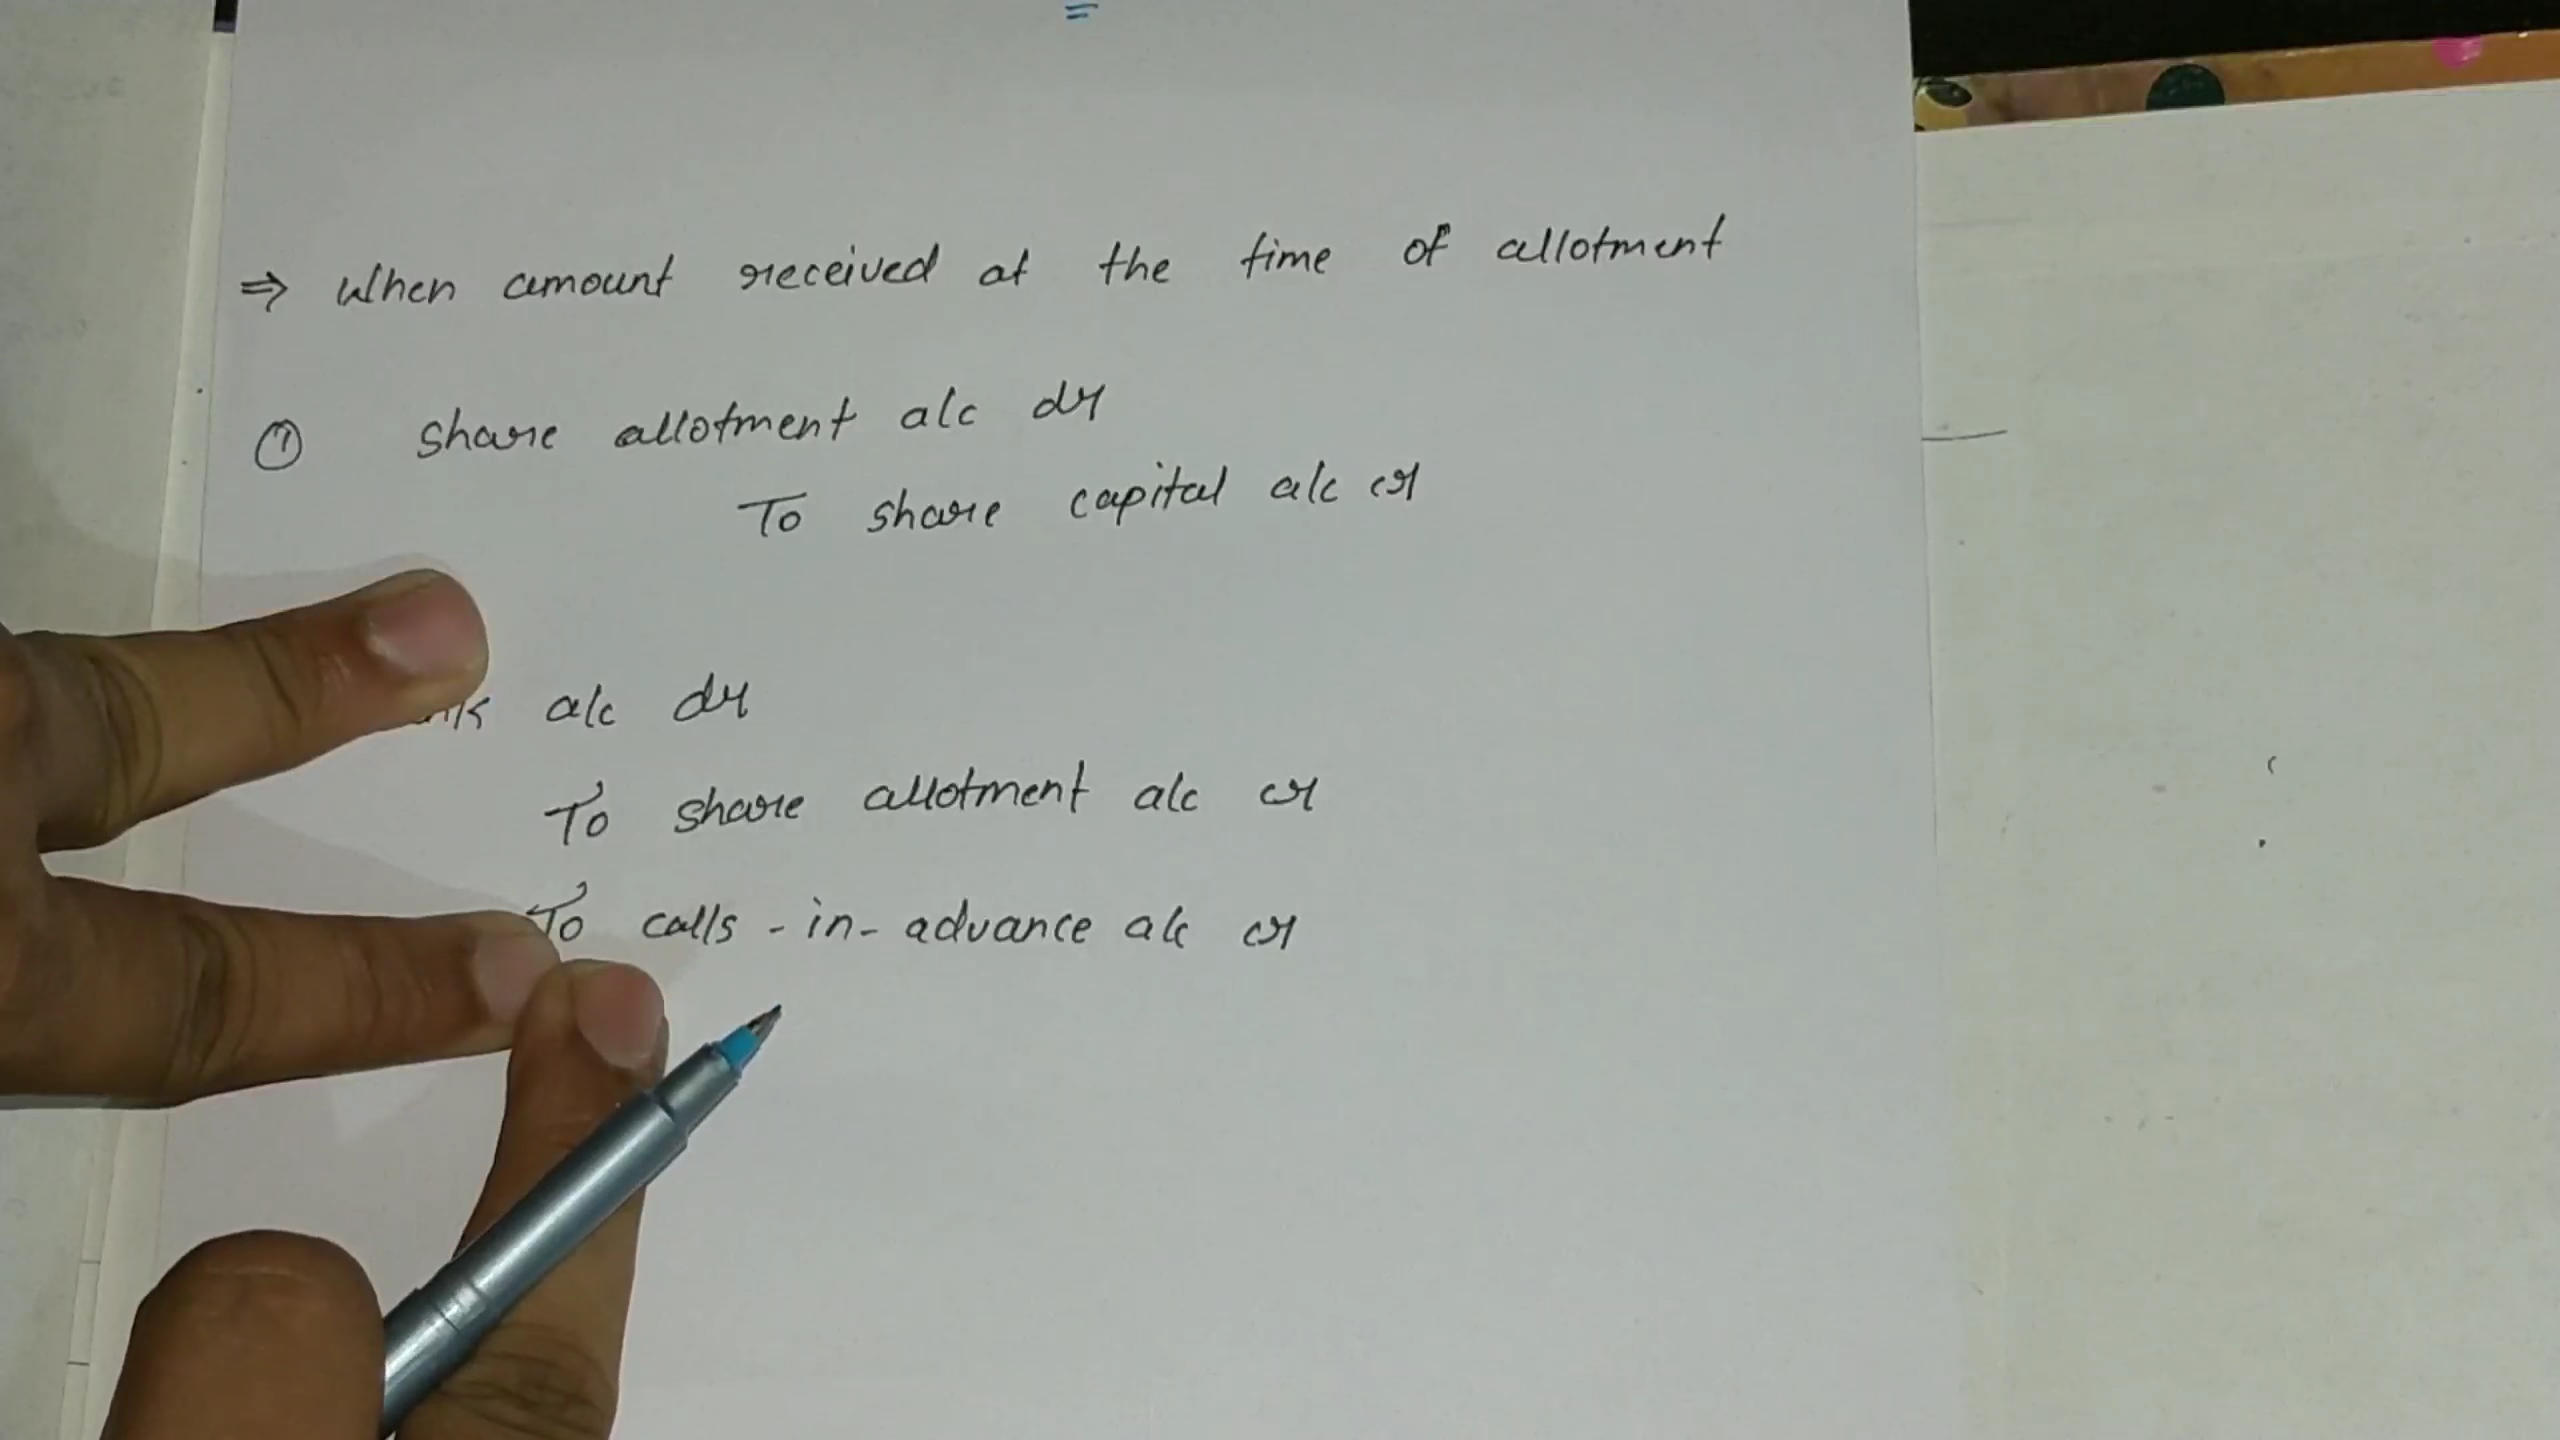 ⇒ When amount received at the time of allotment
① share allotment a/c dr
To share capital a/c cr
a/c dr
To share allotment a/c cr
To calls-in-advance a/c cr